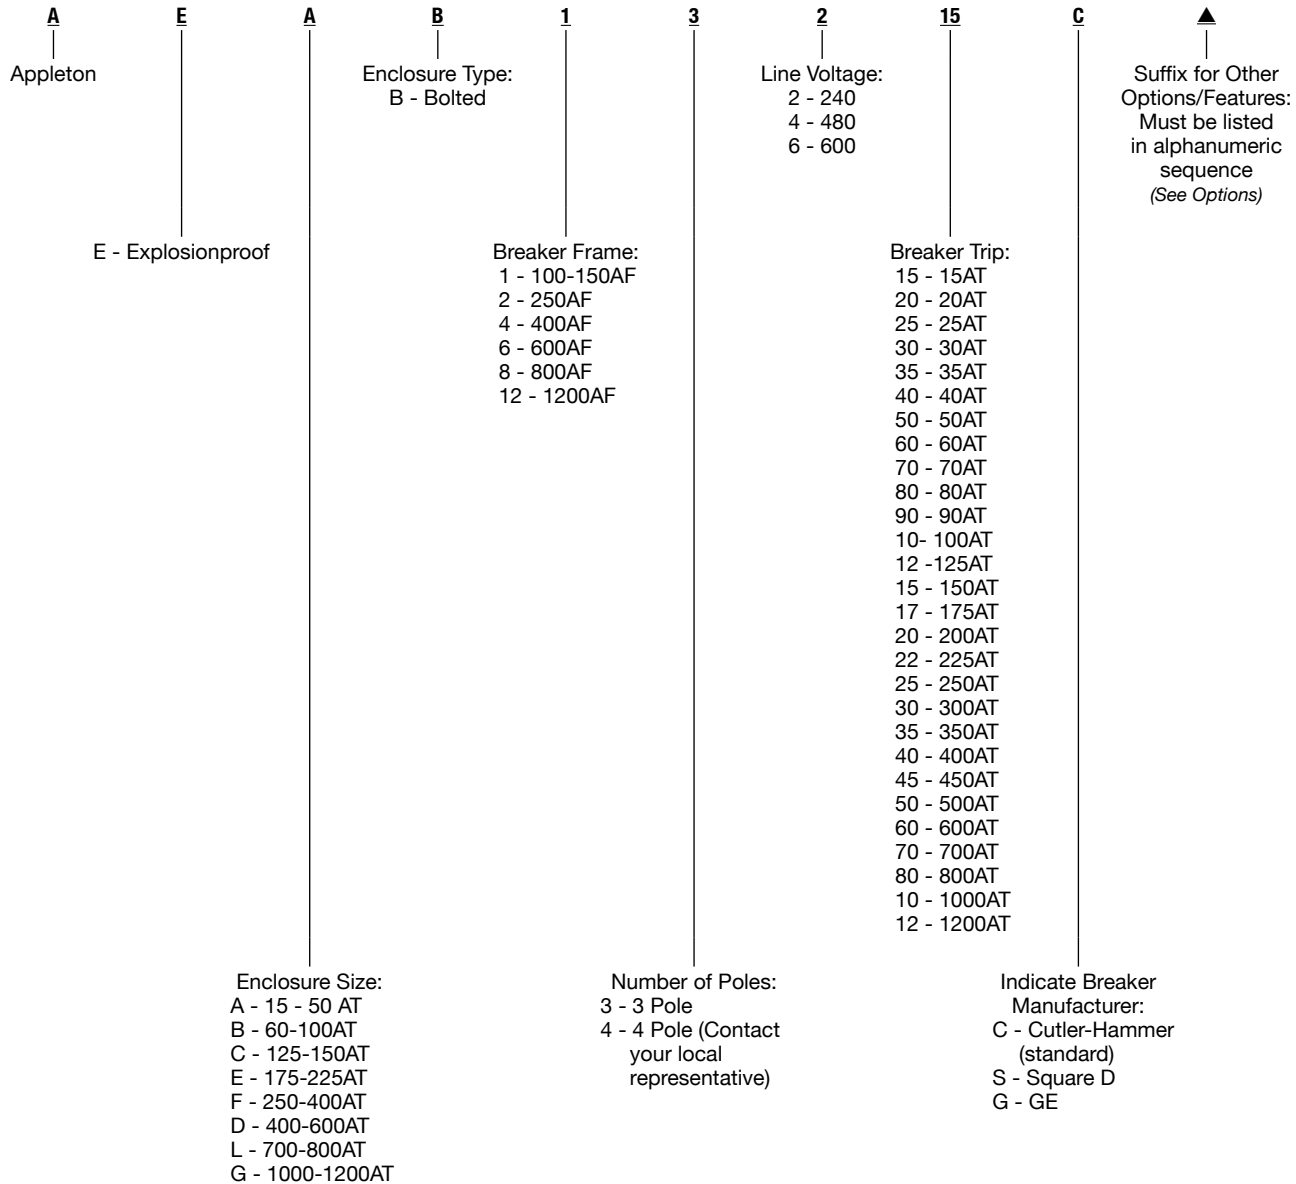 A E A B 1 3 2 15 C ▲
Appleton
Enclosure Type:
B - Bolted
Line Voltage:
2 - 240
4 - 480
6 - 600
Suffix for Other
Options/Features:
Must be listed
in alphanumeric
sequence
(See Options)
E - Explosionproof
Breaker Frame:
1 - 100-150AF
2 - 250AF
4 - 400AF
6 - 600AF
8 - 800AF
12 - 1200AF
Breaker Trip:
15 - 15AT
20 - 20AT
25 - 25AT
30 - 30AT
35 - 35AT
40 - 40AT
50 - 50AT
60 - 60AT
70 - 70AT
80 - 80AT
90 - 90AT
10- 100AT
12 -125AT
15 - 150AT
17 - 175AT
20 - 200AT
22 - 225AT
25 - 250AT
30 - 300AT
35 - 350AT
40 - 400AT
45 - 450AT
50 - 500AT
60 - 600AT
70 - 700AT
80 - 800AT
10 - 1000AT
12 - 1200AT
Enclosure Size:
A - 15 - 50 AT
B - 60-100AT
C - 125-150AT
E - 175-225AT
F - 250-400AT
D - 400-600AT
L - 700-800AT
G - 1000-1200AT
Number of Poles:
3 - 3 Pole
4 - 4 Pole (Contact
your local
representative)
Indicate Breaker
Manufacturer:
C - Cutler-Hammer
(standard)
S - Square D
G - GE